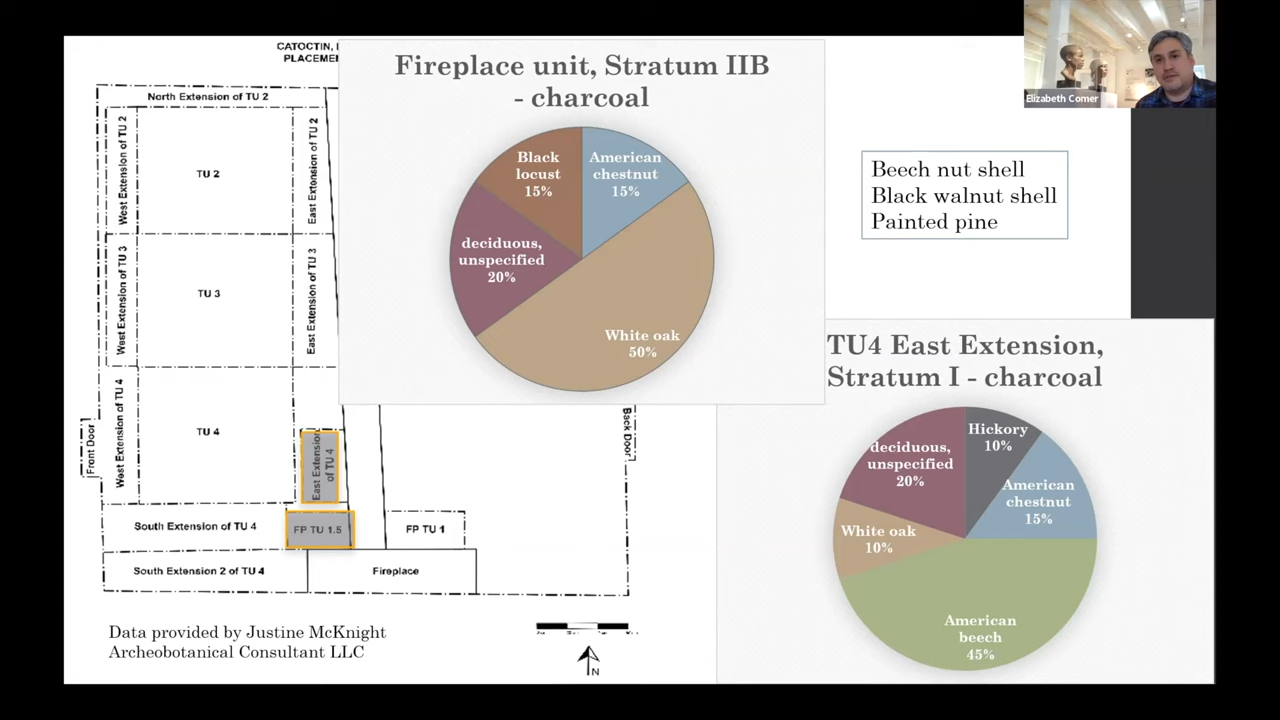 CATOCTIN,
PLACEMEN
North Extension of TU 2
West Extension of TU 2
TU 2
East Extension of TU 2
West Extension of TU 3
TU 3
East Extension of TU 3
West Extension of TU 4
TU 4
East Extension
of TU 4
Front Door
Back Door
South Extension of TU 4
FP TU 1.5
FP TU 1
South Extension 2 of TU 4
Fireplace
N
Data provided by Justine McKnight
Archeobotanical Consultant LLC
Fireplace unit, Stratum IIB
- charcoal
Black
locust
15%
American
chestnut
15%
deciduous,
unspecified
20%
White oak
50%
Elizabeth Comer
Beech nut shell
Black walnut shell
Painted pine
TU4 East Extension,
Stratum I - charcoal
Hickory
10%
deciduous,
unspecified
20%
American
chestnut
15%
White oak
10%
American
beech
45%